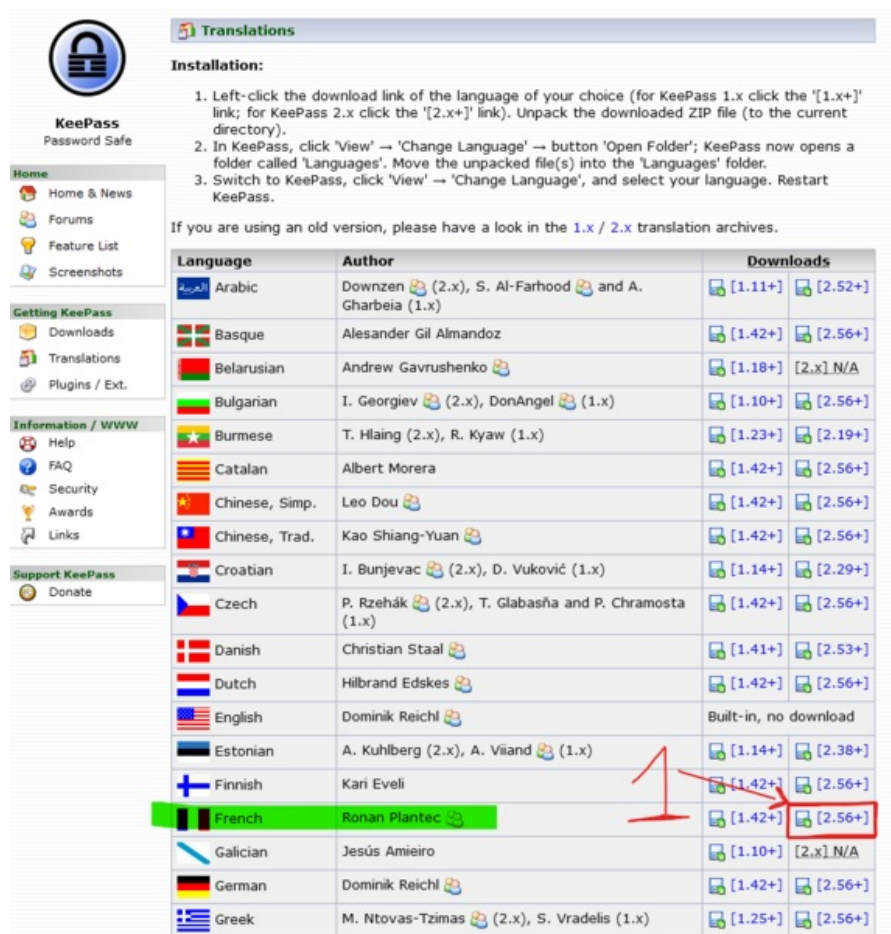 KeePass
Password Safe
Home
Home & News
Forums
Feature List
Screenshots
Getting KeePass
Downloads
Translations
Plugins / Ext.
Information / WWW
Help
FAQ
Security
Awards
Links
Support KeePass
Donate
Translations
Installation:
1. Left-click the download link of the language of your choice (for KeePass 1.x click the '[1.x+]'
link; for KeePass 2.x click the '[2.x+]' link). Unpack the downloaded ZIP file (to the current
directory).
2. In KeePass, click 'View' → 'Change Language' → button 'Open Folder'; KeePass now opens a
folder called 'Languages'. Move the unpacked file(s) into the 'Languages' folder.
3. Switch to KeePass, click 'View' → 'Change Language', and select your language. Restart
KeePass.
If you are using an old version, please have a look in the 1.x / 2.x translation archives.
Language Author Downloads
العربية Arabic Downzen (2.x), S. Al-Farhood and A. [1.11+] [2.52+]
Gharbeia (1.x)
Basque Alesander Gil Almandoz [1.42+] [2.56+]
Belarusian Andrew Gavrushenko [1.18+] [2.x] N/A
Bulgarian I. Georgiev (2.x), DonAngel (1.x) [1.10+] [2.56+]
Burmese T. Hlaing (2.x), R. Kyaw (1.x) [1.23+] [2.19+]
Catalan Albert Morera [1.42+] [2.56+]
Chinese, Simp. Leo Dou [1.42+] [2.56+]
Chinese, Trad. Kao Shiang-Yuan [1.42+] [2.56+]
Croatian I. Bunjevac (2.x), D. Vuković (1.x) [1.14+] [2.29+]
Czech P. Rzehák (2.x), T. Glabasňa and P. Chramosta [1.42+] [2.56+]
(1.x)
Danish Christian Staal [1.41+] [2.53+]
Dutch Hilbrand Edskes [1.42+] [2.56+]
English Dominik Reichl Built-in, no download
Estonian A. Kuhlberg (2.x), A. Viiand (1.x) [1.14+] [2.38+]
Finnish Kari Eveli [1.42+] [2.56+]
1
French Ronan Plantec [1.42+] [2.56+]
Galician Jesús Amieiro [1.10+] [2.x] N/A
German Dominik Reichl [1.42+] [2.56+]
Greek M. Ntovas-Tzimas (2.x), S. Vradelis (1.x) [1.25+] [2.56+]